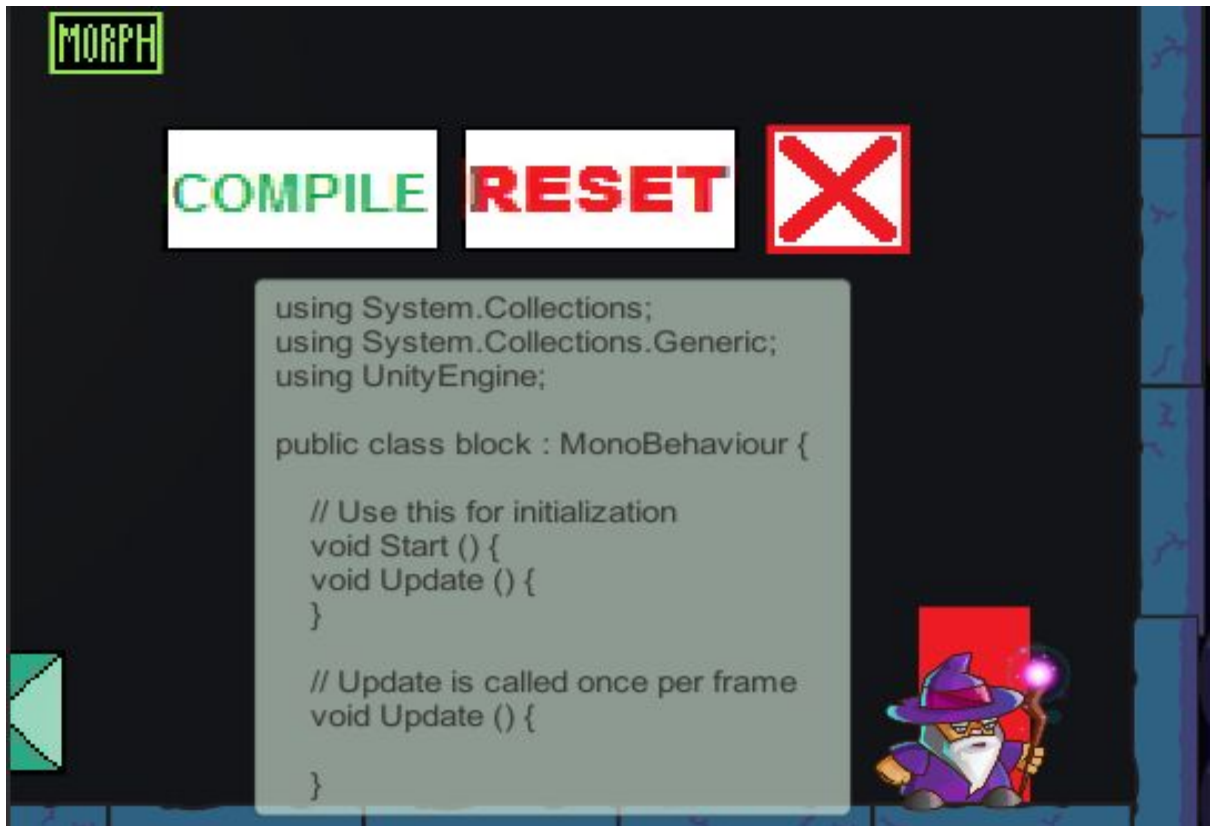 MORPH
COMPILE RESET
using System.Collections;
using System.Collections.Generic;
using UnityEngine;
public class block : MonoBehaviour {
// Use this for initialization
void Start () {
void Update () {
}
// Update is called once per frame
void Update () {
}